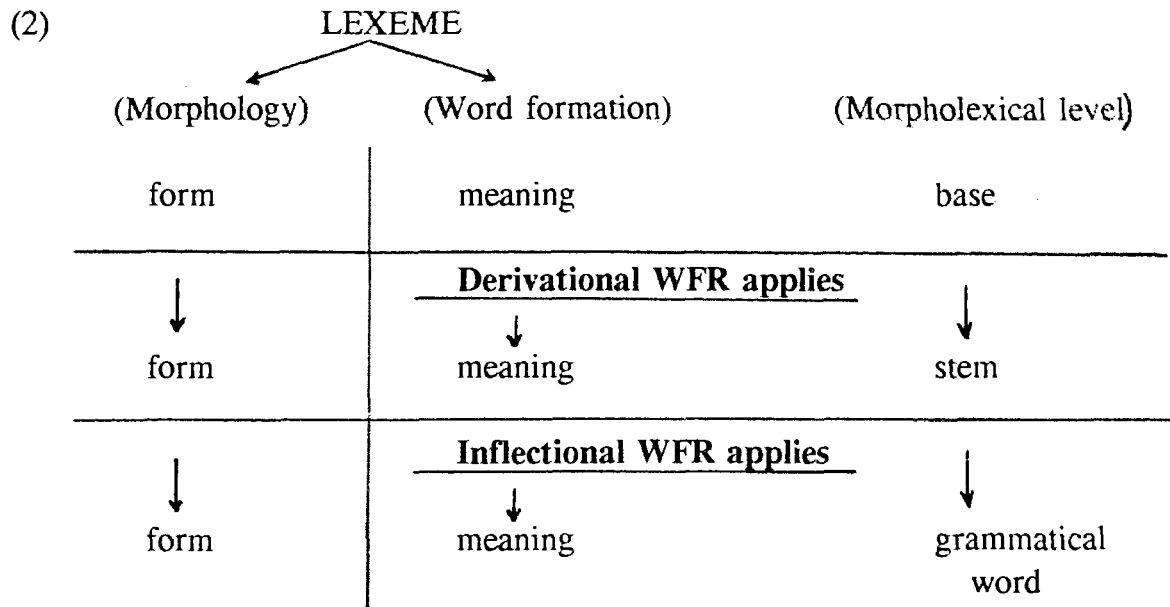 (2) LEXEME
(Morphology) (Word formation) (Morpholexical level)
form meaning base
Derivational WFR applies
form meaning stem
Inflectional WFR applies
form meaning grammatical
word